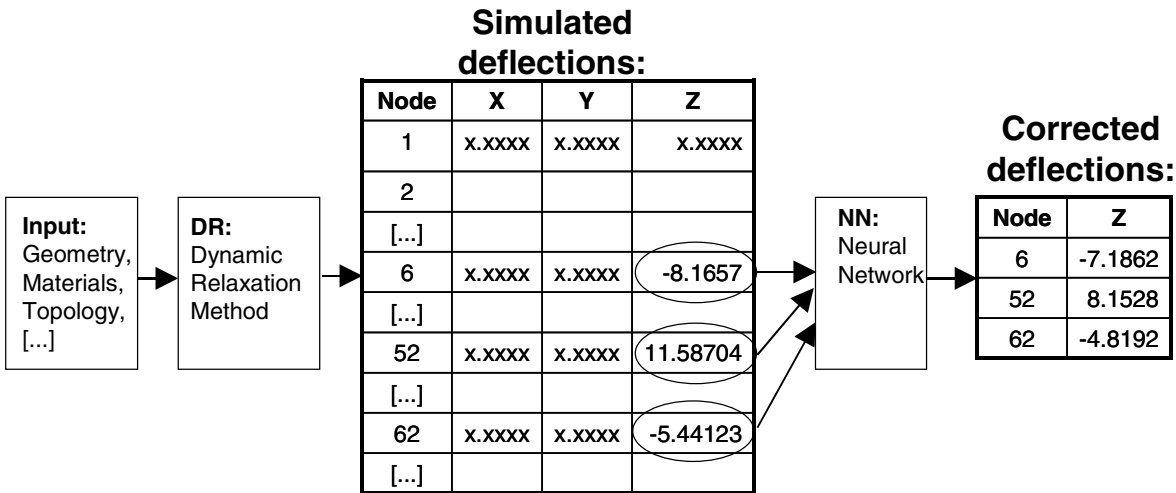 Simulated
deflections:
Node X Y Z
1 x.xxxx x.xxxx x.xxxx
2
[...]
6 x.xxxx x.xxxx -8.1657
[...]
52 x.xxxx x.xxxx 11.58704
[...]
62 x.xxxx x.xxxx -5.44123
[...]
Input:
Geometry,
Materials,
Topology,
[...]
DR:
Dynamic
Relaxation
Method
NN:
Neural
Network
Corrected
deflections:
Node Z
6 -7.1862
52 8.1528
62 -4.8192